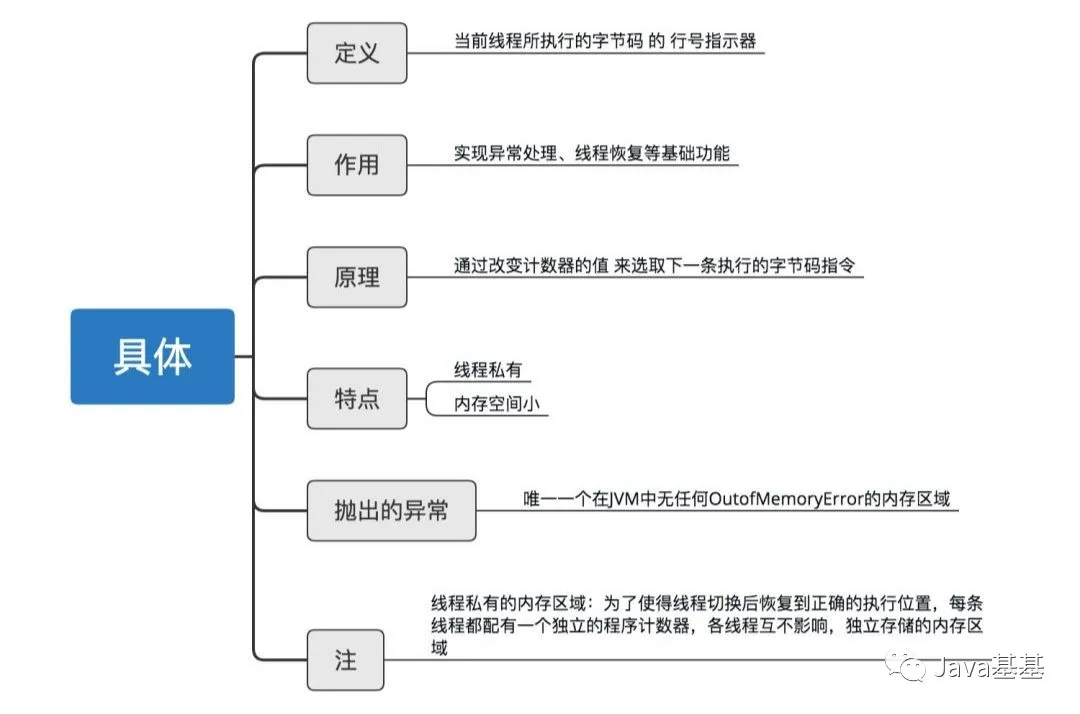 定义
当前线程所执行的字节码 的 行号指示器
作用
实现异常处理、线程恢复等基础功能
原理
通过改变计数器的值 来选取下一条执行的字节码指令
具体
特点
线程私有
内存空间小
抛出的异常
唯一一个在JVM中无任何OutofMemoryError的内存区域
注
线程私有的内存区域：为了使得线程切换后恢复到正确的执行位置，每条
线程都配有一个独立的程序计数器，各线程互不影响，独立存储的内存区
域
Java基基